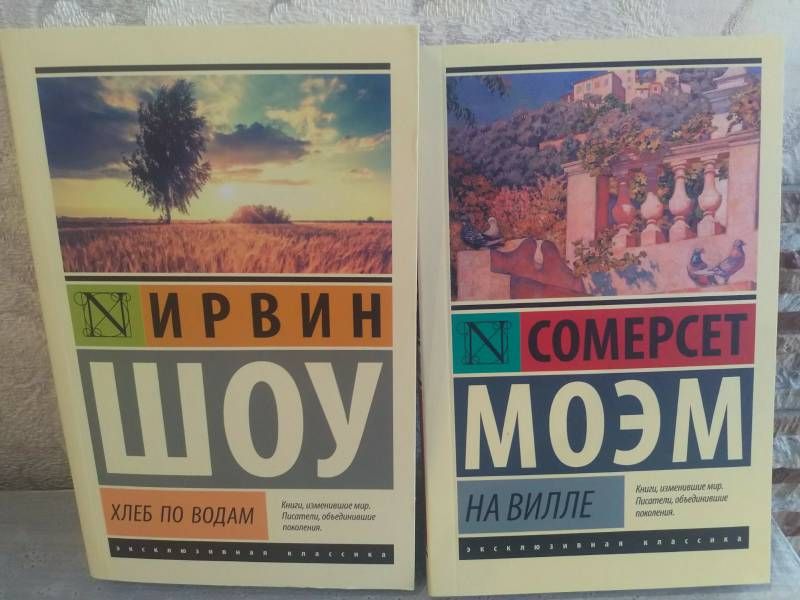 N ИРВИН
ШОУ
ХЛЕБ ПО ВОДАМ
Книги, изменившие мир.
Писатели, объединившие
поколения.
эксклюзивная классика
N СОМЕРСЕТ
МОЭМ
НА ВИЛЛЕ
Книги, изменившие мир.
Писатели, объединившие
поколения.
эксклюзивная классика